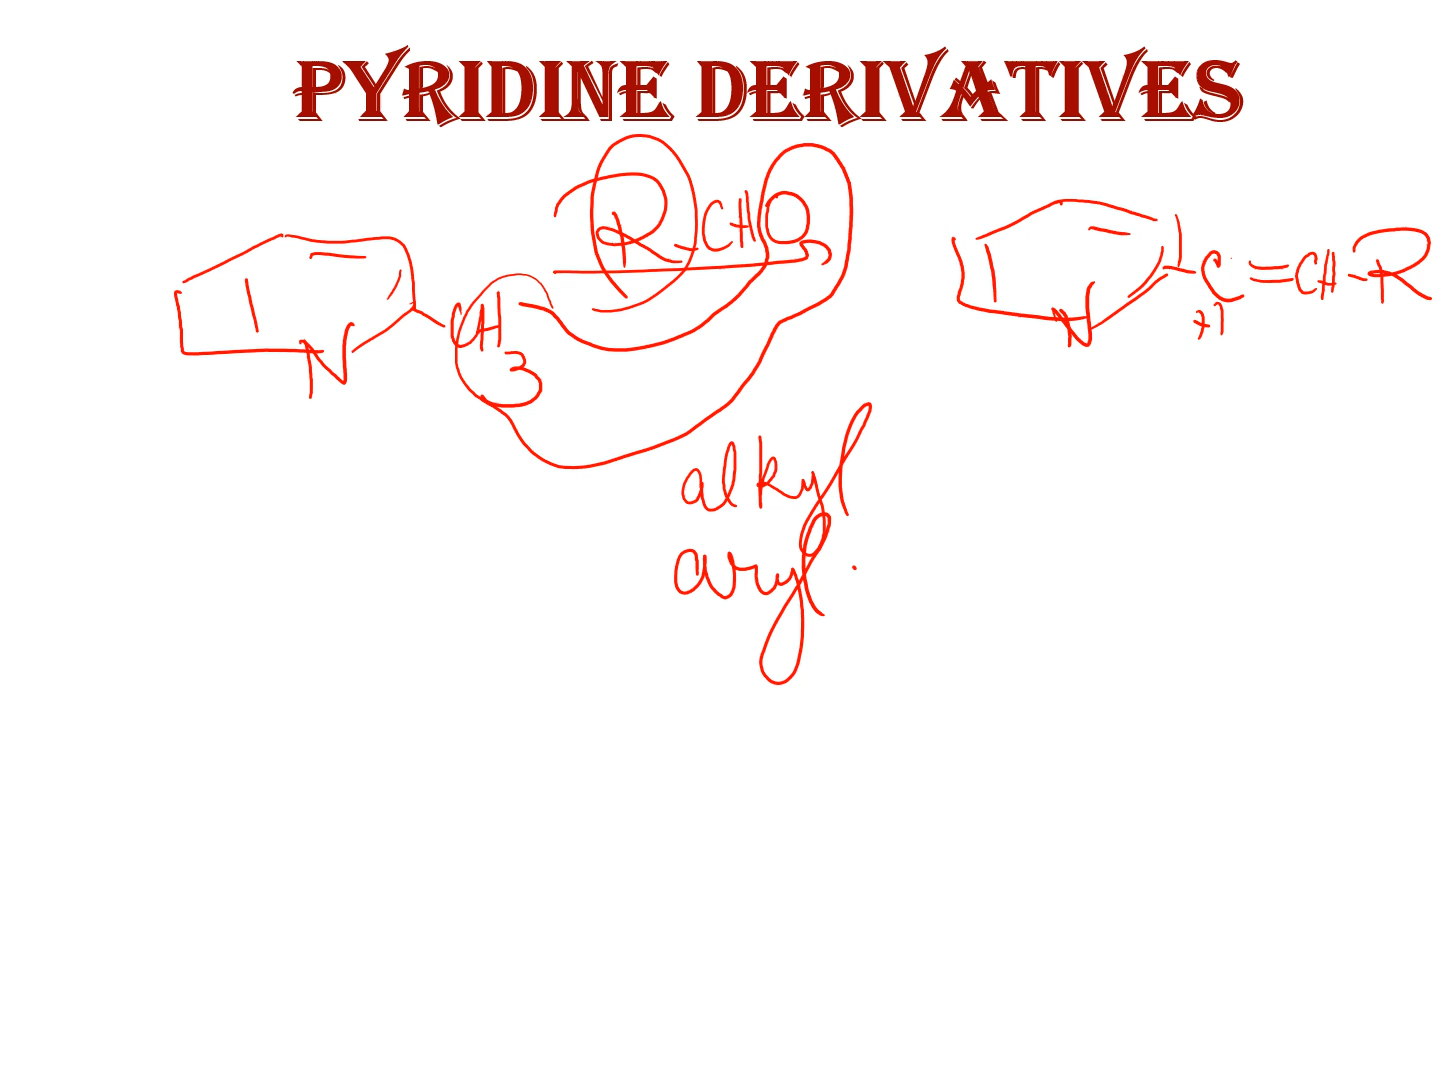 PYRIDINE DERIVATIVES
R-CHO
N CH3
N C=CH-R
H
alkyl
aryl.